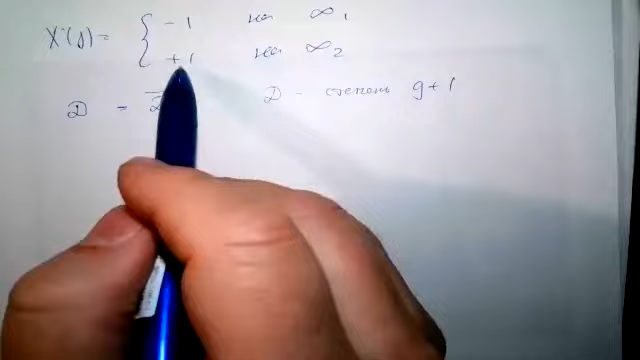 { -1 на ∞₁
+1 на ∞₂
D = D - степень g+1